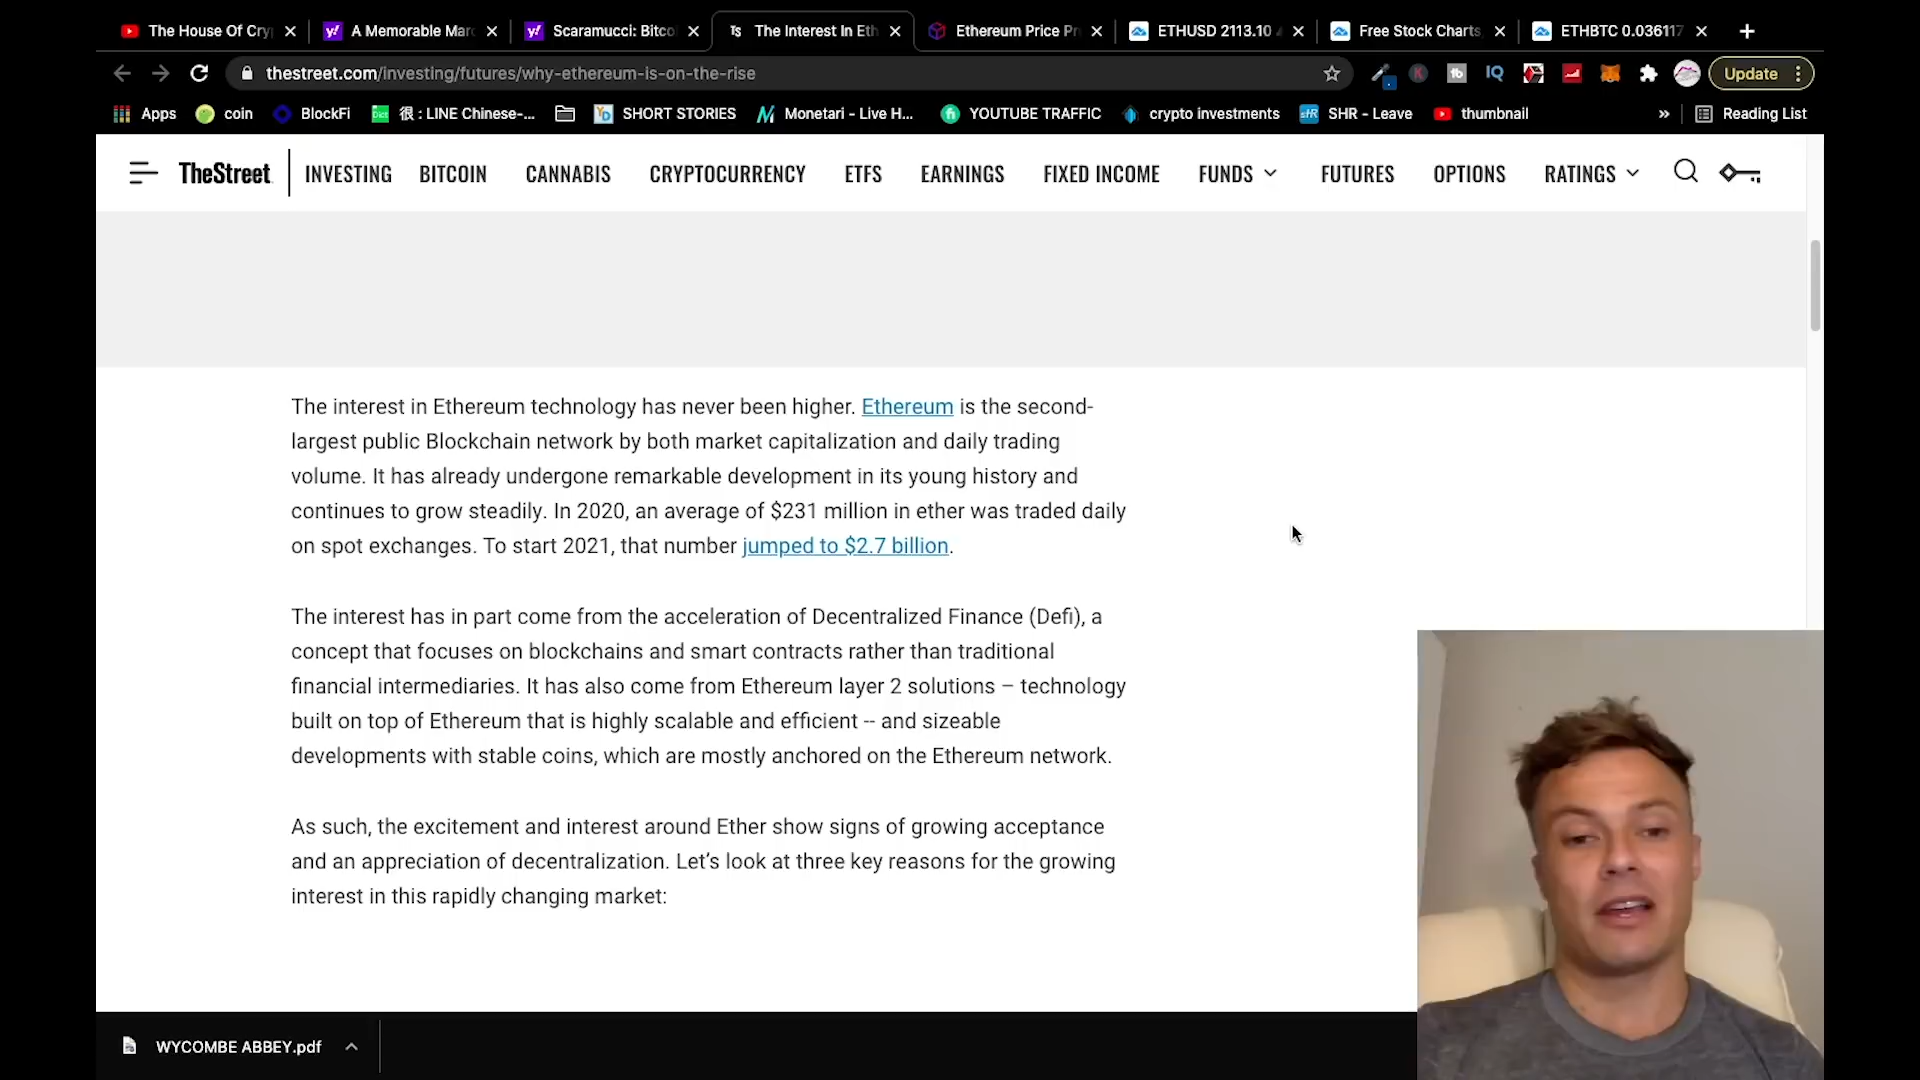 The House Of Cry
A Memorable Mar
Scaramucci: Bitco
Ts The Interest In Eth
Ethereum Price Pr
ETHUSD 2113.10
Free Stock Charts,
ETHBTC 0.036117
thestreet.com/investing/futures/why-ethereum-is-on-the-rise
Update
Apps
coin
BlockFi
很 : LINE Chinese-...
SHORT STORIES
Monetari - Live H...
YOUTUBE TRAFFIC
crypto investments
SHR - Leave
thumbnail
»
Reading List
TheStreet
INVESTING
BITCOIN
CANNABIS
CRYPTOCURRENCY
ETFS
EARNINGS
FIXED INCOME
FUNDS
FUTURES
OPTIONS
RATINGS
The interest in Ethereum technology has never been higher. Ethereum is the second-
largest public Blockchain network by both market capitalization and daily trading
volume. It has already undergone remarkable development in its young history and
continues to grow steadily. In 2020, an average of $231 million in ether was traded daily
on spot exchanges. To start 2021, that number jumped to $2.7 billion.
The interest has in part come from the acceleration of Decentralized Finance (Defi), a
concept that focuses on blockchains and smart contracts rather than traditional
financial intermediaries. It has also come from Ethereum layer 2 solutions – technology
built on top of Ethereum that is highly scalable and efficient -- and sizeable
developments with stable coins, which are mostly anchored on the Ethereum network.
As such, the excitement and interest around Ether show signs of growing acceptance
and an appreciation of decentralization. Let’s look at three key reasons for the growing
interest in this rapidly changing market:
WYCOMBE ABBEY.pdf